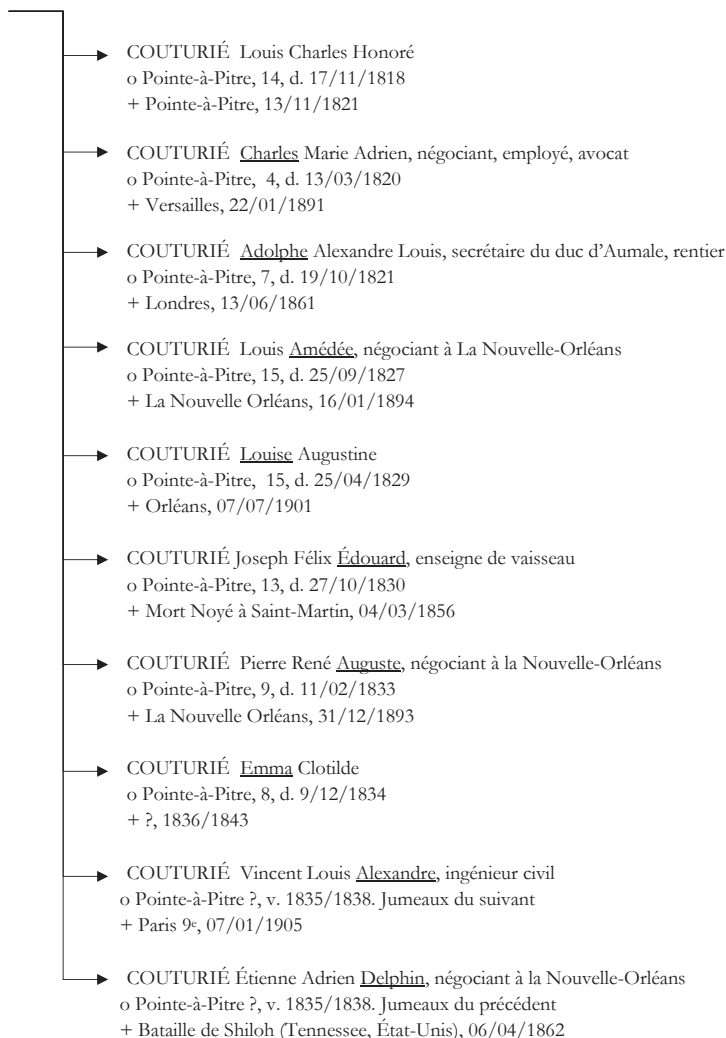 COUTURIÉ Louis Charles Honoré
o Pointe-à-Pitre, 14, d. 17/11/1818
+ Pointe-à-Pitre, 13/11/1821
COUTURIÉ Charles Marie Adrien, négociant, employé, avocat
o Pointe-à-Pitre, 4, d. 13/03/1820
+ Versailles, 22/01/1891
COUTURIÉ Adolphe Alexandre Louis, secrétaire du duc d'Aumale, rentier
o Pointe-à-Pitre, 7, d. 19/10/1821
+ Londres, 13/06/1861
COUTURIÉ Louis Amédée, négociant à La Nouvelle-Orléans
o Pointe-à-Pitre, 15, d. 25/09/1827
+ La Nouvelle Orléans, 16/01/1894
COUTURIÉ Louise Augustine
o Pointe-à-Pitre, 15, d. 25/04/1829
+ Orléans, 07/07/1901
COUTURIÉ Joseph Félix Édouard, enseigne de vaisseau
o Pointe-à-Pitre, 13, d. 27/10/1830
+ Mort Noyé à Saint-Martin, 04/03/1856
COUTURIÉ Pierre René Auguste, négociant à la Nouvelle-Orléans
o Pointe-à-Pitre, 9, d. 11/02/1833
+ La Nouvelle Orléans, 31/12/1893
COUTURIÉ Emma Clotilde
o Pointe-à-Pitre, 8, d. 9/12/1834
+ ?, 1836/1843
COUTURIÉ Vincent Louis Alexandre, ingénieur civil
o Pointe-à-Pitre ?, v. 1835/1838. Jumeaux du suivant
+ Paris 9e, 07/01/1905
COUTURIÉ Étienne Adrien Delphin, négociant à la Nouvelle-Orléans
o Pointe-à-Pitre ?, v. 1835/1838. Jumeaux du précédent
+ Bataille de Shiloh (Tennessee, État-Unis), 06/04/1862